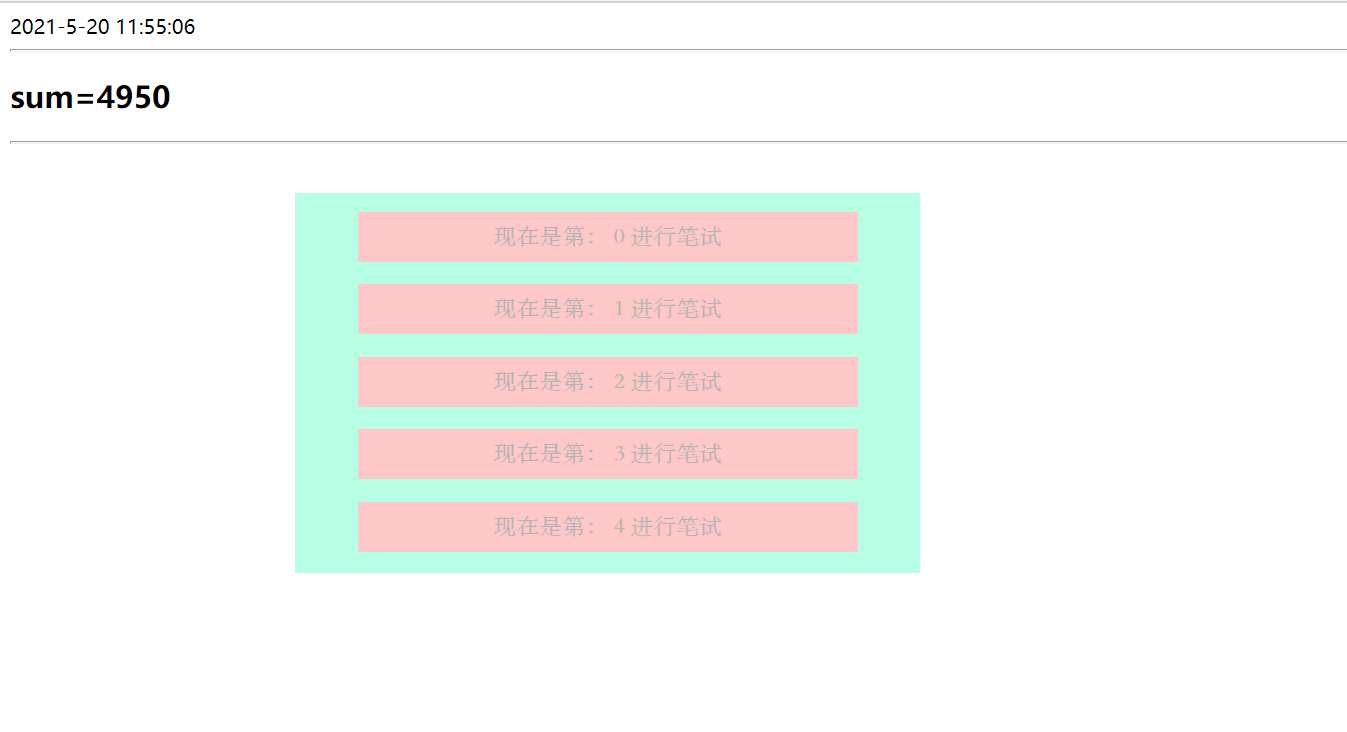 2021-5-20 11:55:06
sum=4950
现在是第： 0 进行笔试
现在是第： 1 进行笔试
现在是第： 2 进行笔试
现在是第： 3 进行笔试
现在是第： 4 进行笔试